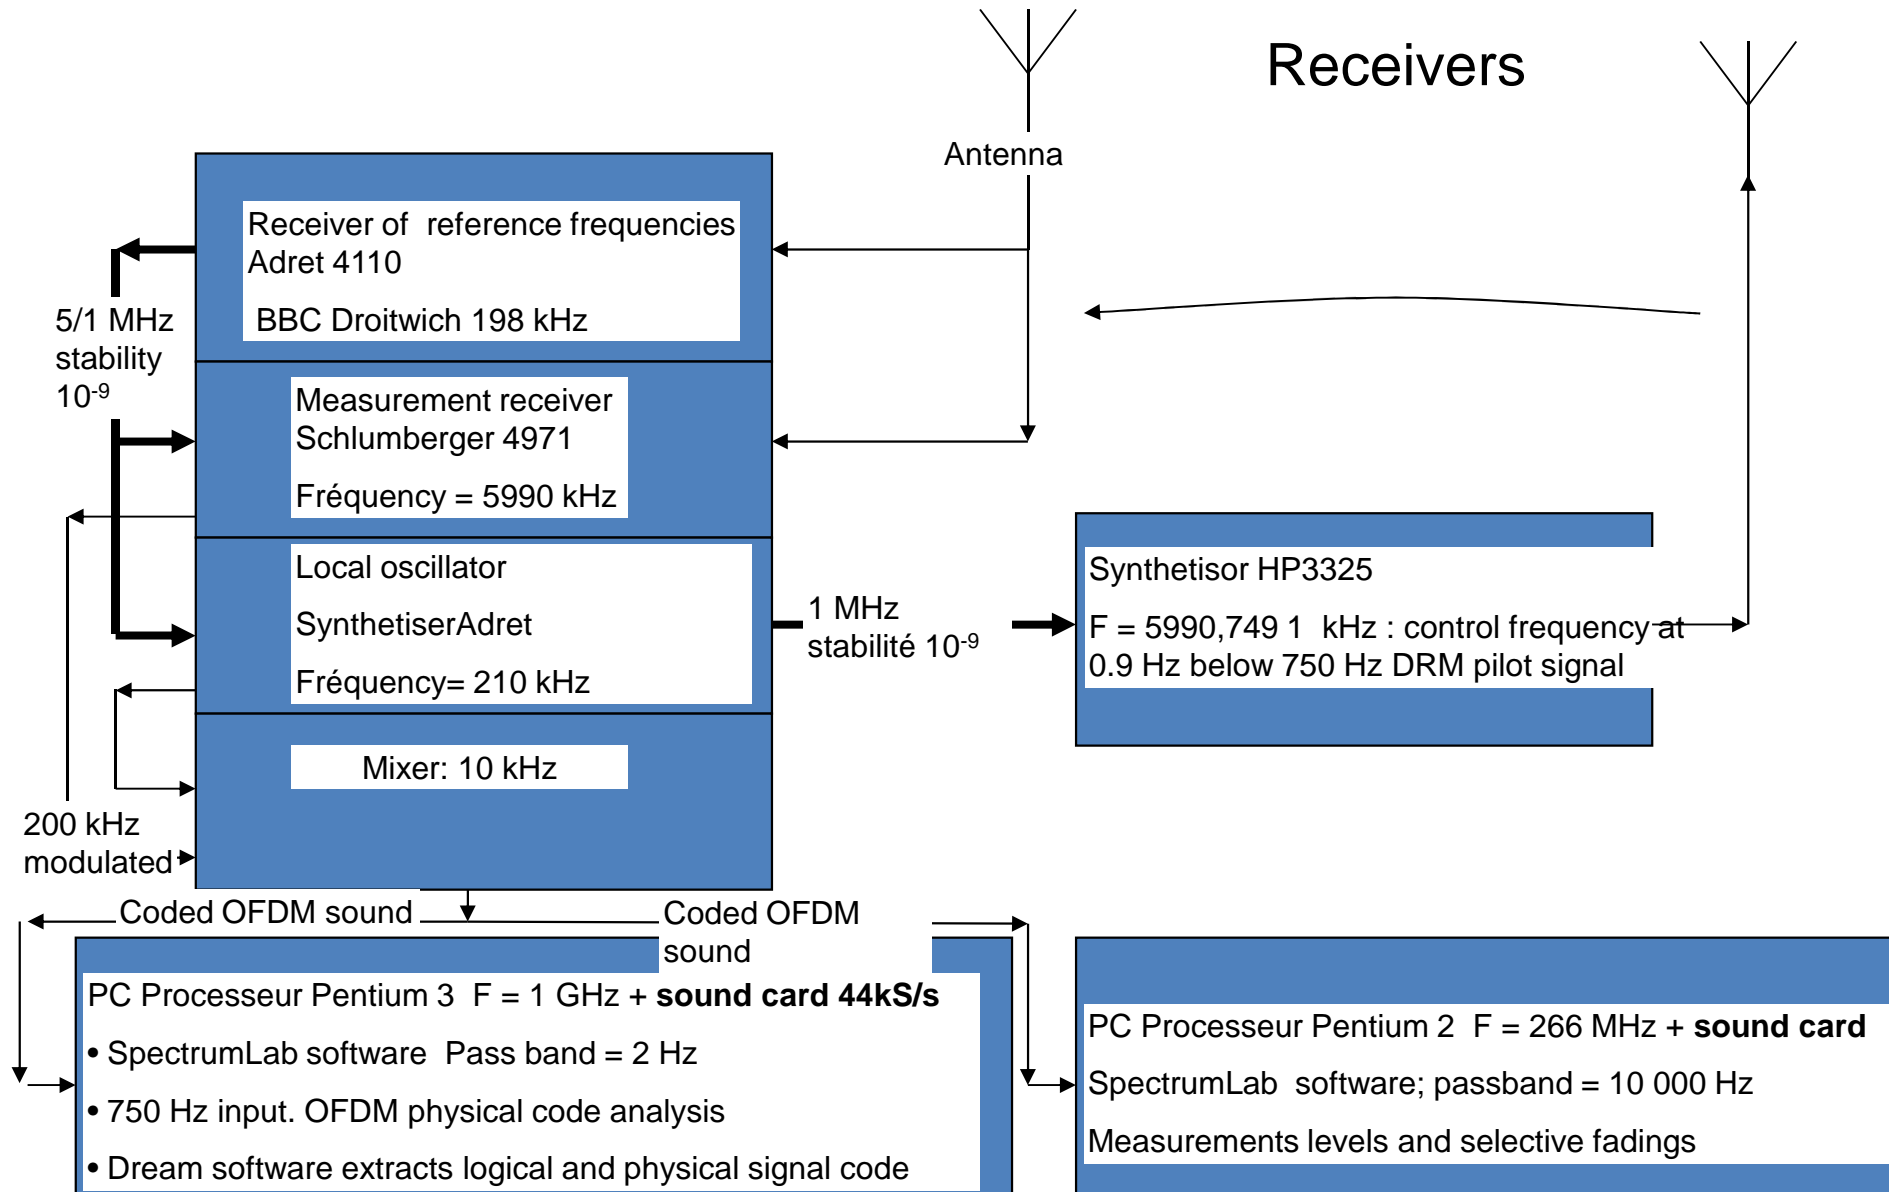 Receivers
Antenna
Receiver of reference frequencies
Adret 4110
BBC Droitwich 198 kHz
5/1 MHz
stability
10-9
Measurement receiver
Schlumberger 4971
Fréquency = 5990 kHz
Local oscillator
SynthetiserAdret
Fréquency= 210 kHz
1 MHz
stabilité 10-9
Synthetisor HP3325
F = 5990,749 1 kHz : control frequency at
0.9 Hz below 750 Hz DRM pilot signal
Mixer: 10 kHz
200 kHz
modulated
Coded OFDM sound
Coded OFDM
sound
PC Processeur Pentium 3 F = 1 GHz + sound card 44kS/s
• SpectrumLab software Pass band = 2 Hz
• 750 Hz input. OFDM physical code analysis
• Dream software extracts logical and physical signal code
PC Processeur Pentium 2 F = 266 MHz + sound card
SpectrumLab software; passband = 10 000 Hz
Measurements levels and selective fadings